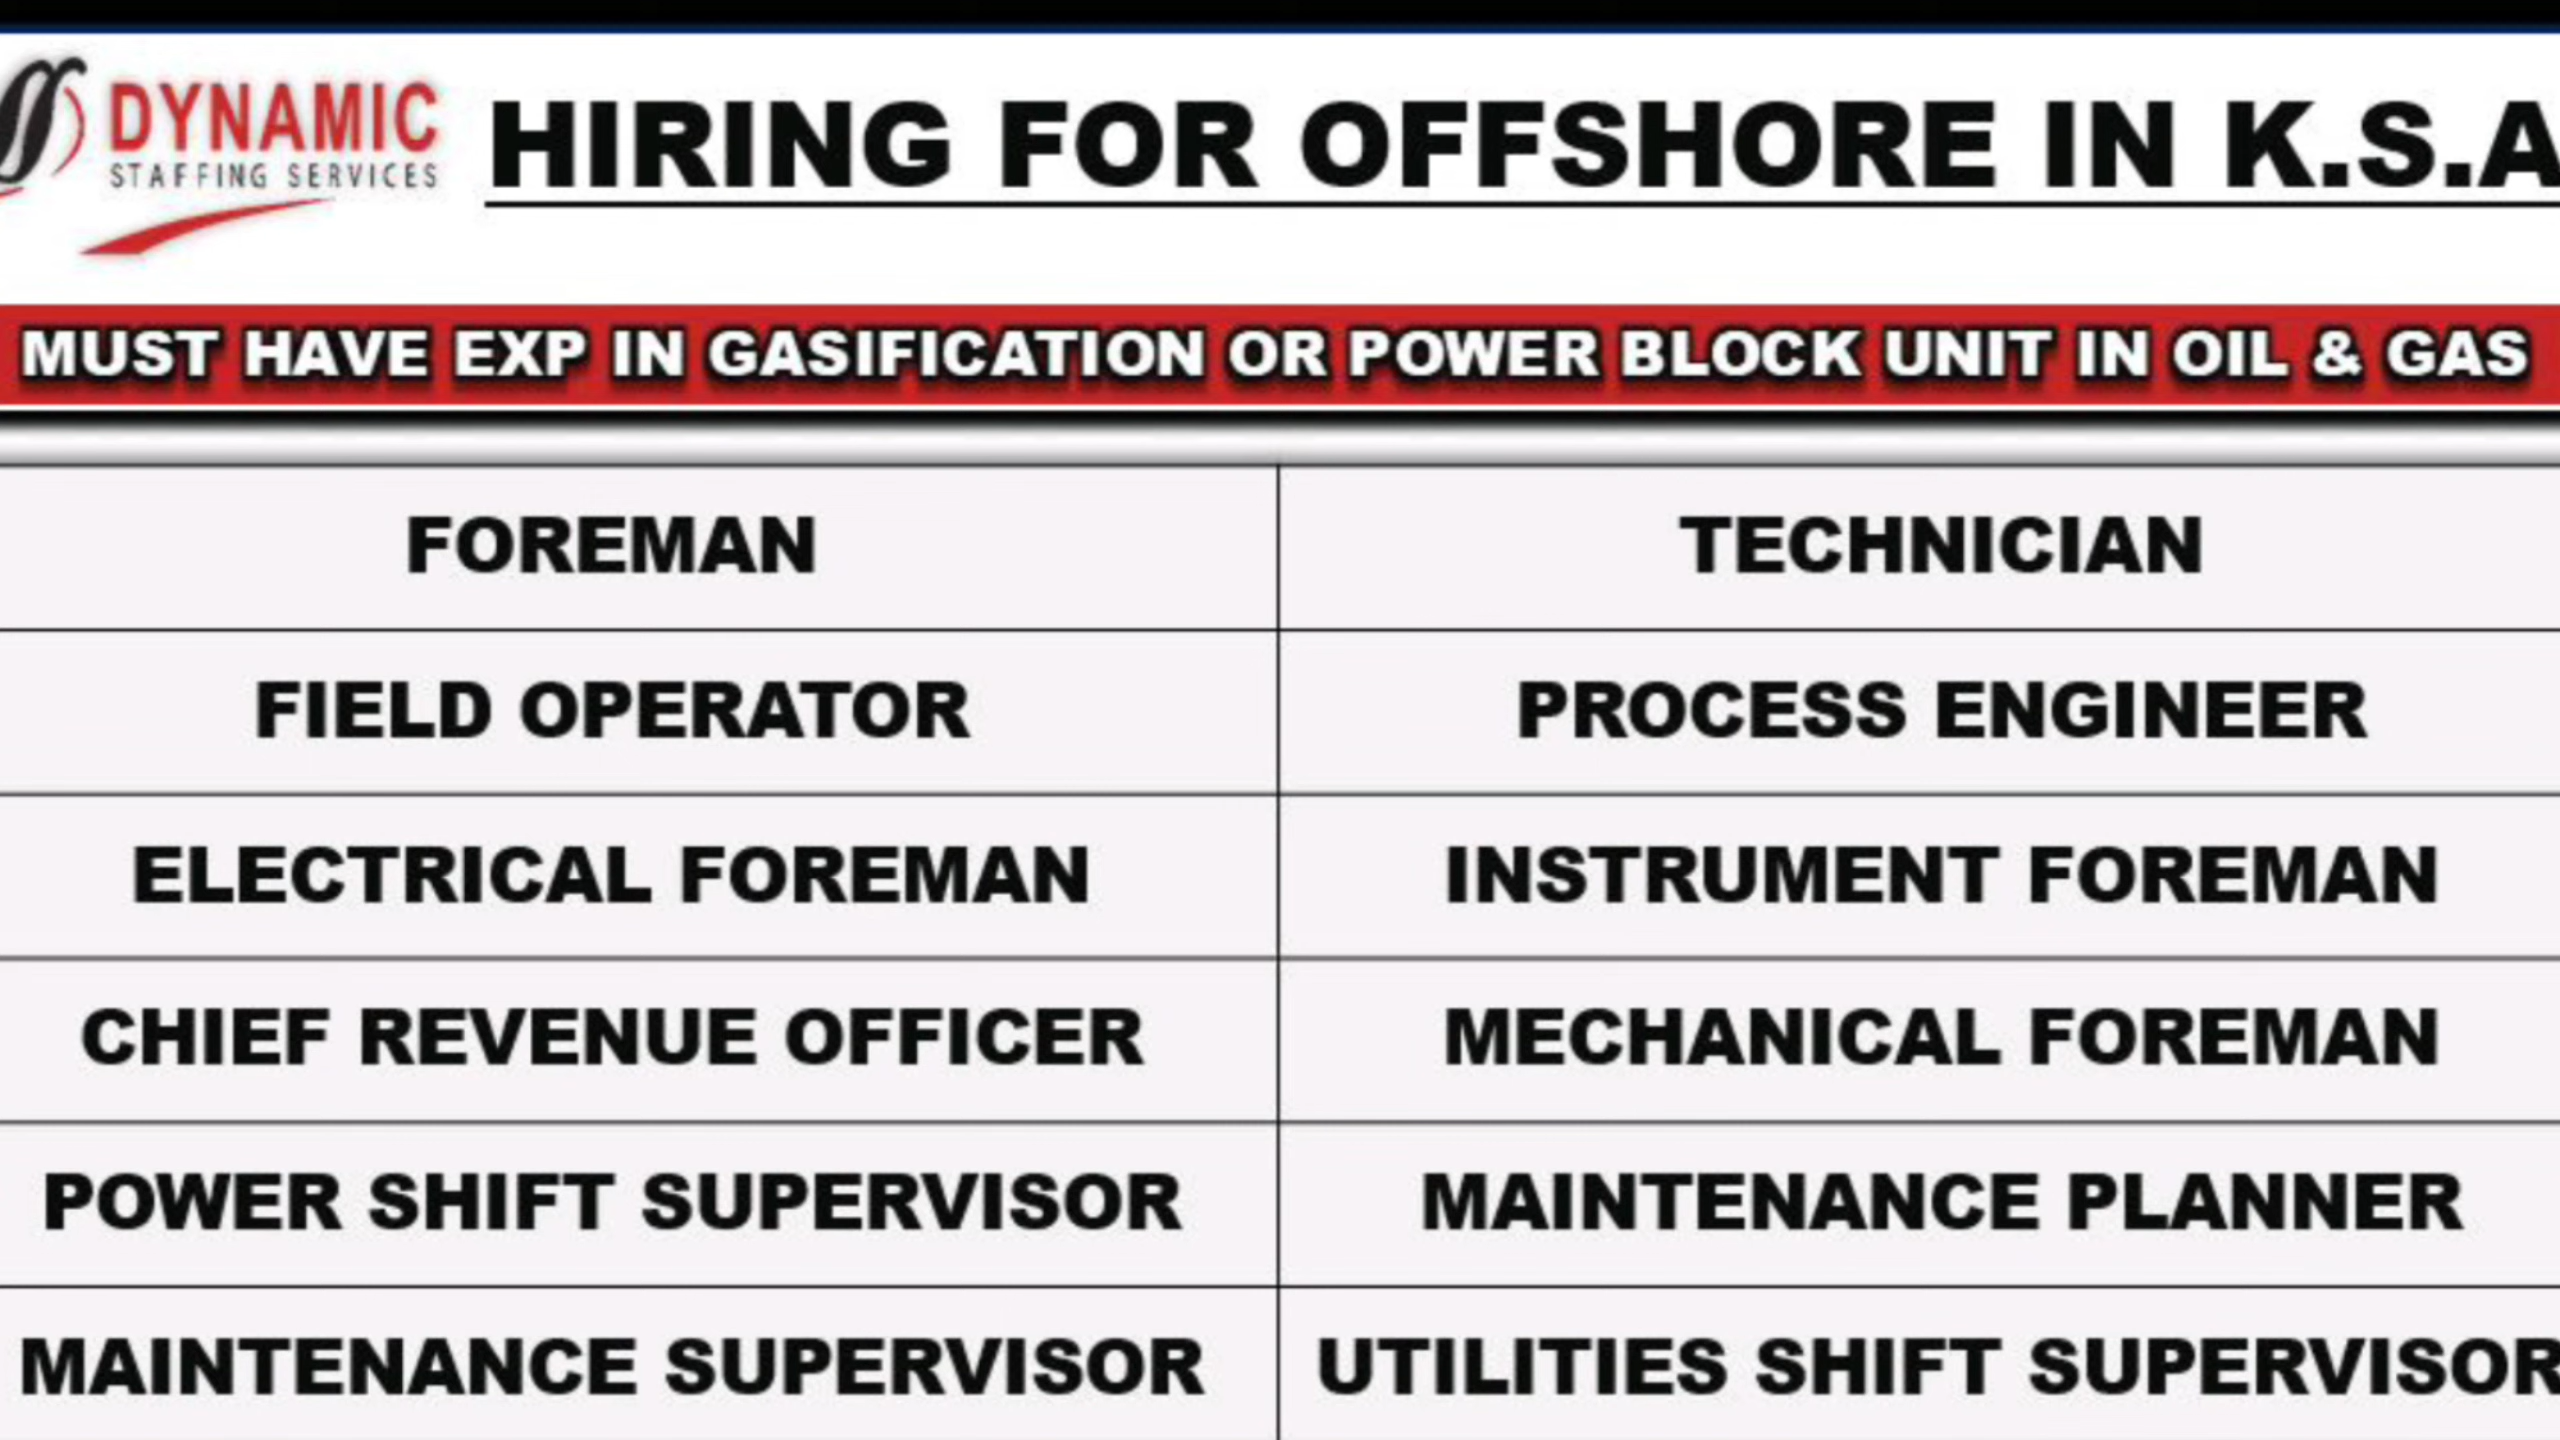 DYNAMIC
STAFFING SERVICES
HIRING FOR OFFSHORE IN K.S.A
MUST HAVE EXP IN GASIFICATION OR POWER BLOCK UNIT IN OIL & GAS
FOREMAN
TECHNICIAN
FIELD OPERATOR
PROCESS ENGINEER
ELECTRICAL FOREMAN
INSTRUMENT FOREMAN
CHIEF REVENUE OFFICER
MECHANICAL FOREMAN
POWER SHIFT SUPERVISOR
MAINTENANCE PLANNER
MAINTENANCE SUPERVISOR
UTILITIES SHIFT SUPERVISOR